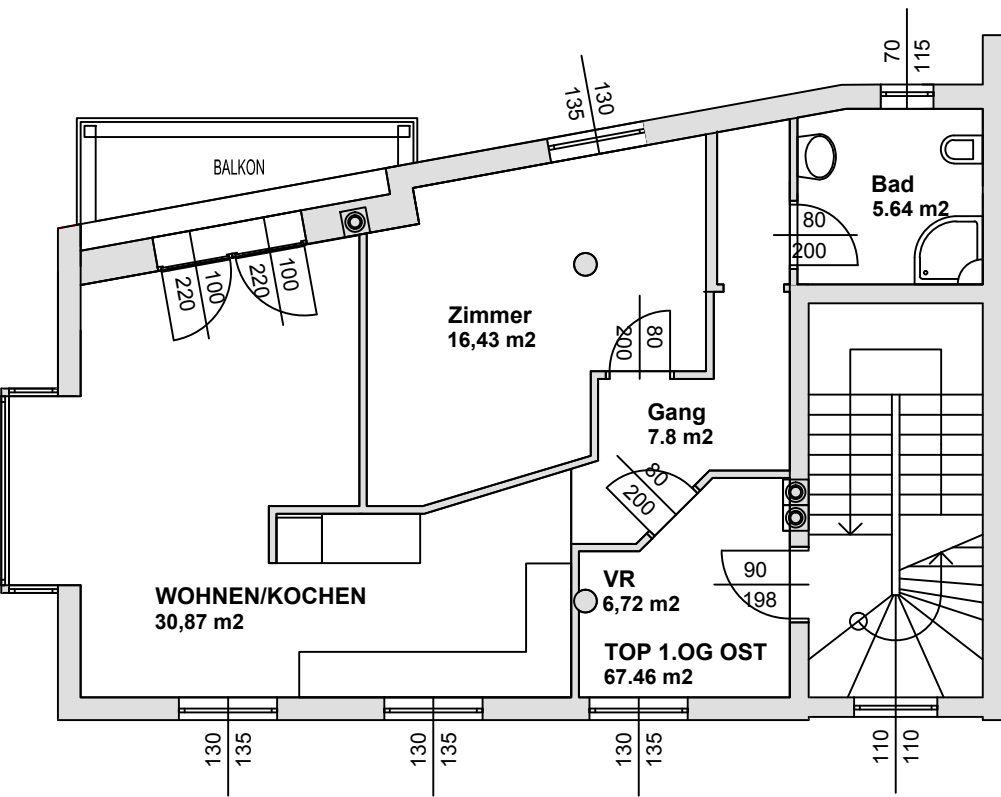 70
115
130
135
BALKON
Bad
5.64 m2
80
200
100
220
100
220
Zimmer
16,43 m2
80
200
Gang
7.8 m2
80
200
WOHNEN/KOCHEN
30,87 m2
VR
6,72 m2
90
198
TOP 1.OG OST
67.46 m2
130
135
130
135
130
135
110
110